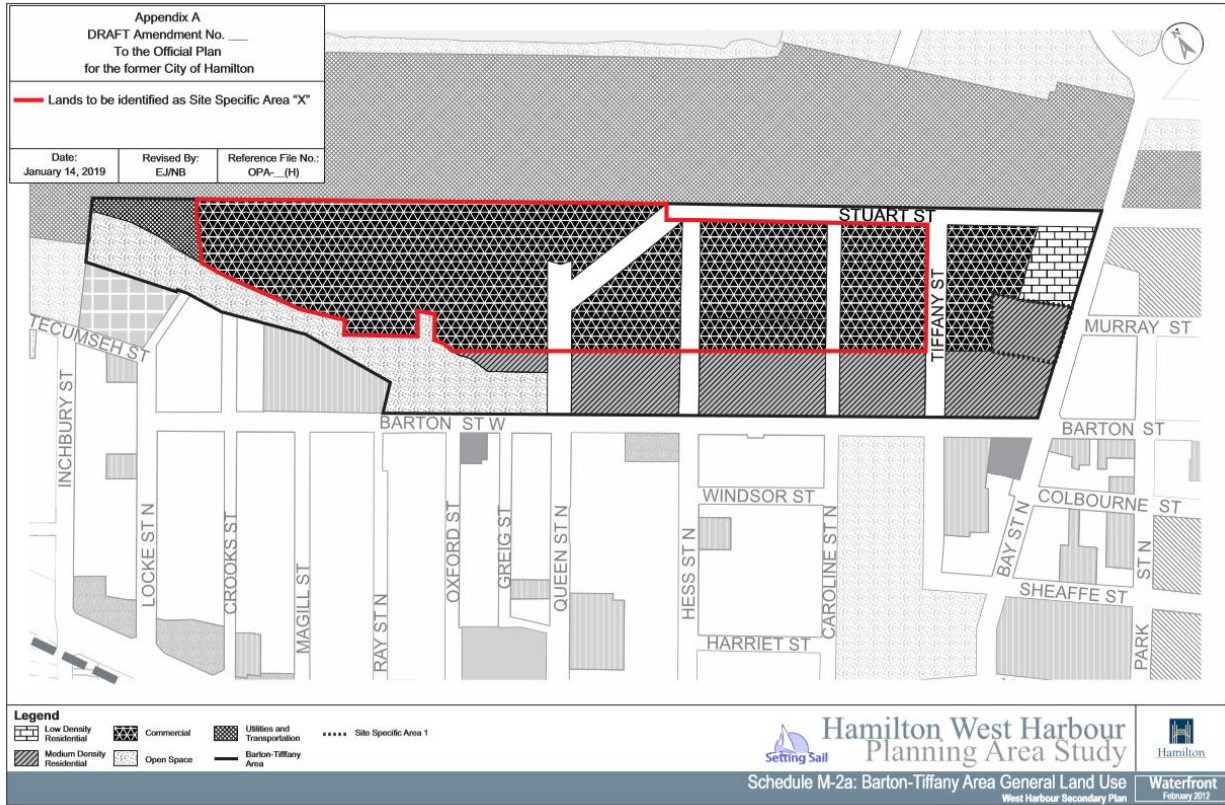 Appendix A
DRAFT Amendment No. ___
To the Official Plan
for the former City of Hamilton
Lands to be identified as Site Specific Area "X"
Date:
January 14, 2019
Revised By:
EJ/NB
Reference File No.:
OPA-__(H)
N
STUART ST
TIFFANY ST
MURRAY ST
TECUMSEH ST
BARTON ST W
BARTON ST
INCHBURY ST
LOCKE ST N
CROOKS ST
MAGILL ST
RAY ST N
OXFORD ST
GREIG ST
QUEEN ST N
HESS ST N
WINDSOR ST
CAROLINE ST N
HARRIET ST
BAY ST N
COLBOURNE ST
SHEAFFE ST
PARK ST N
Legend
Low Density
Residential
Commercial
Utilities and
Transportation
Site Specific Area 1
Medium Density
Residential
Open Space
Barton-Tifffany
Area
Setting Sail
Hamilton West Harbour
Planning Area Study
Hamilton
Schedule M-2a: Barton-Tiffany Area General Land Use
West Harbour Secondary Plan
Waterfront
February 2012